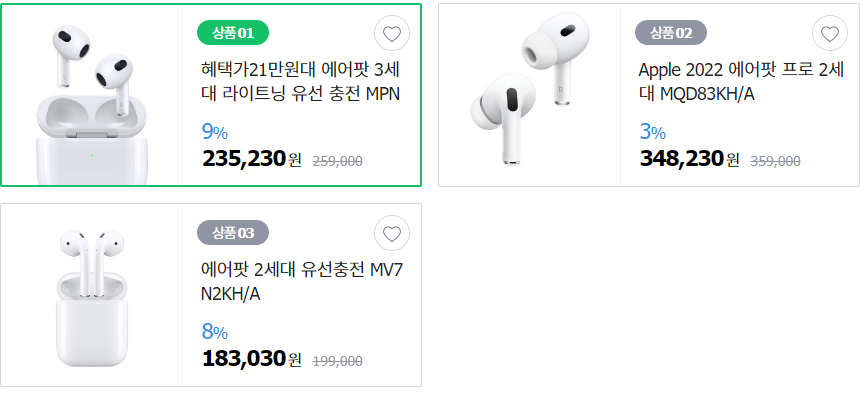 상품 01
혜택가21만원대 에어팟 3세
대 라이트닝 유선 충전 MPN
9%
235,230원 259,000
상품 02
Apple 2022 에어팟 프로 2세
대 MQD83KH/A
3%
348,230원 359,000
상품 03
에어팟 2세대 유선충전 MV7
N2KH/A
8%
183,030원 199,000